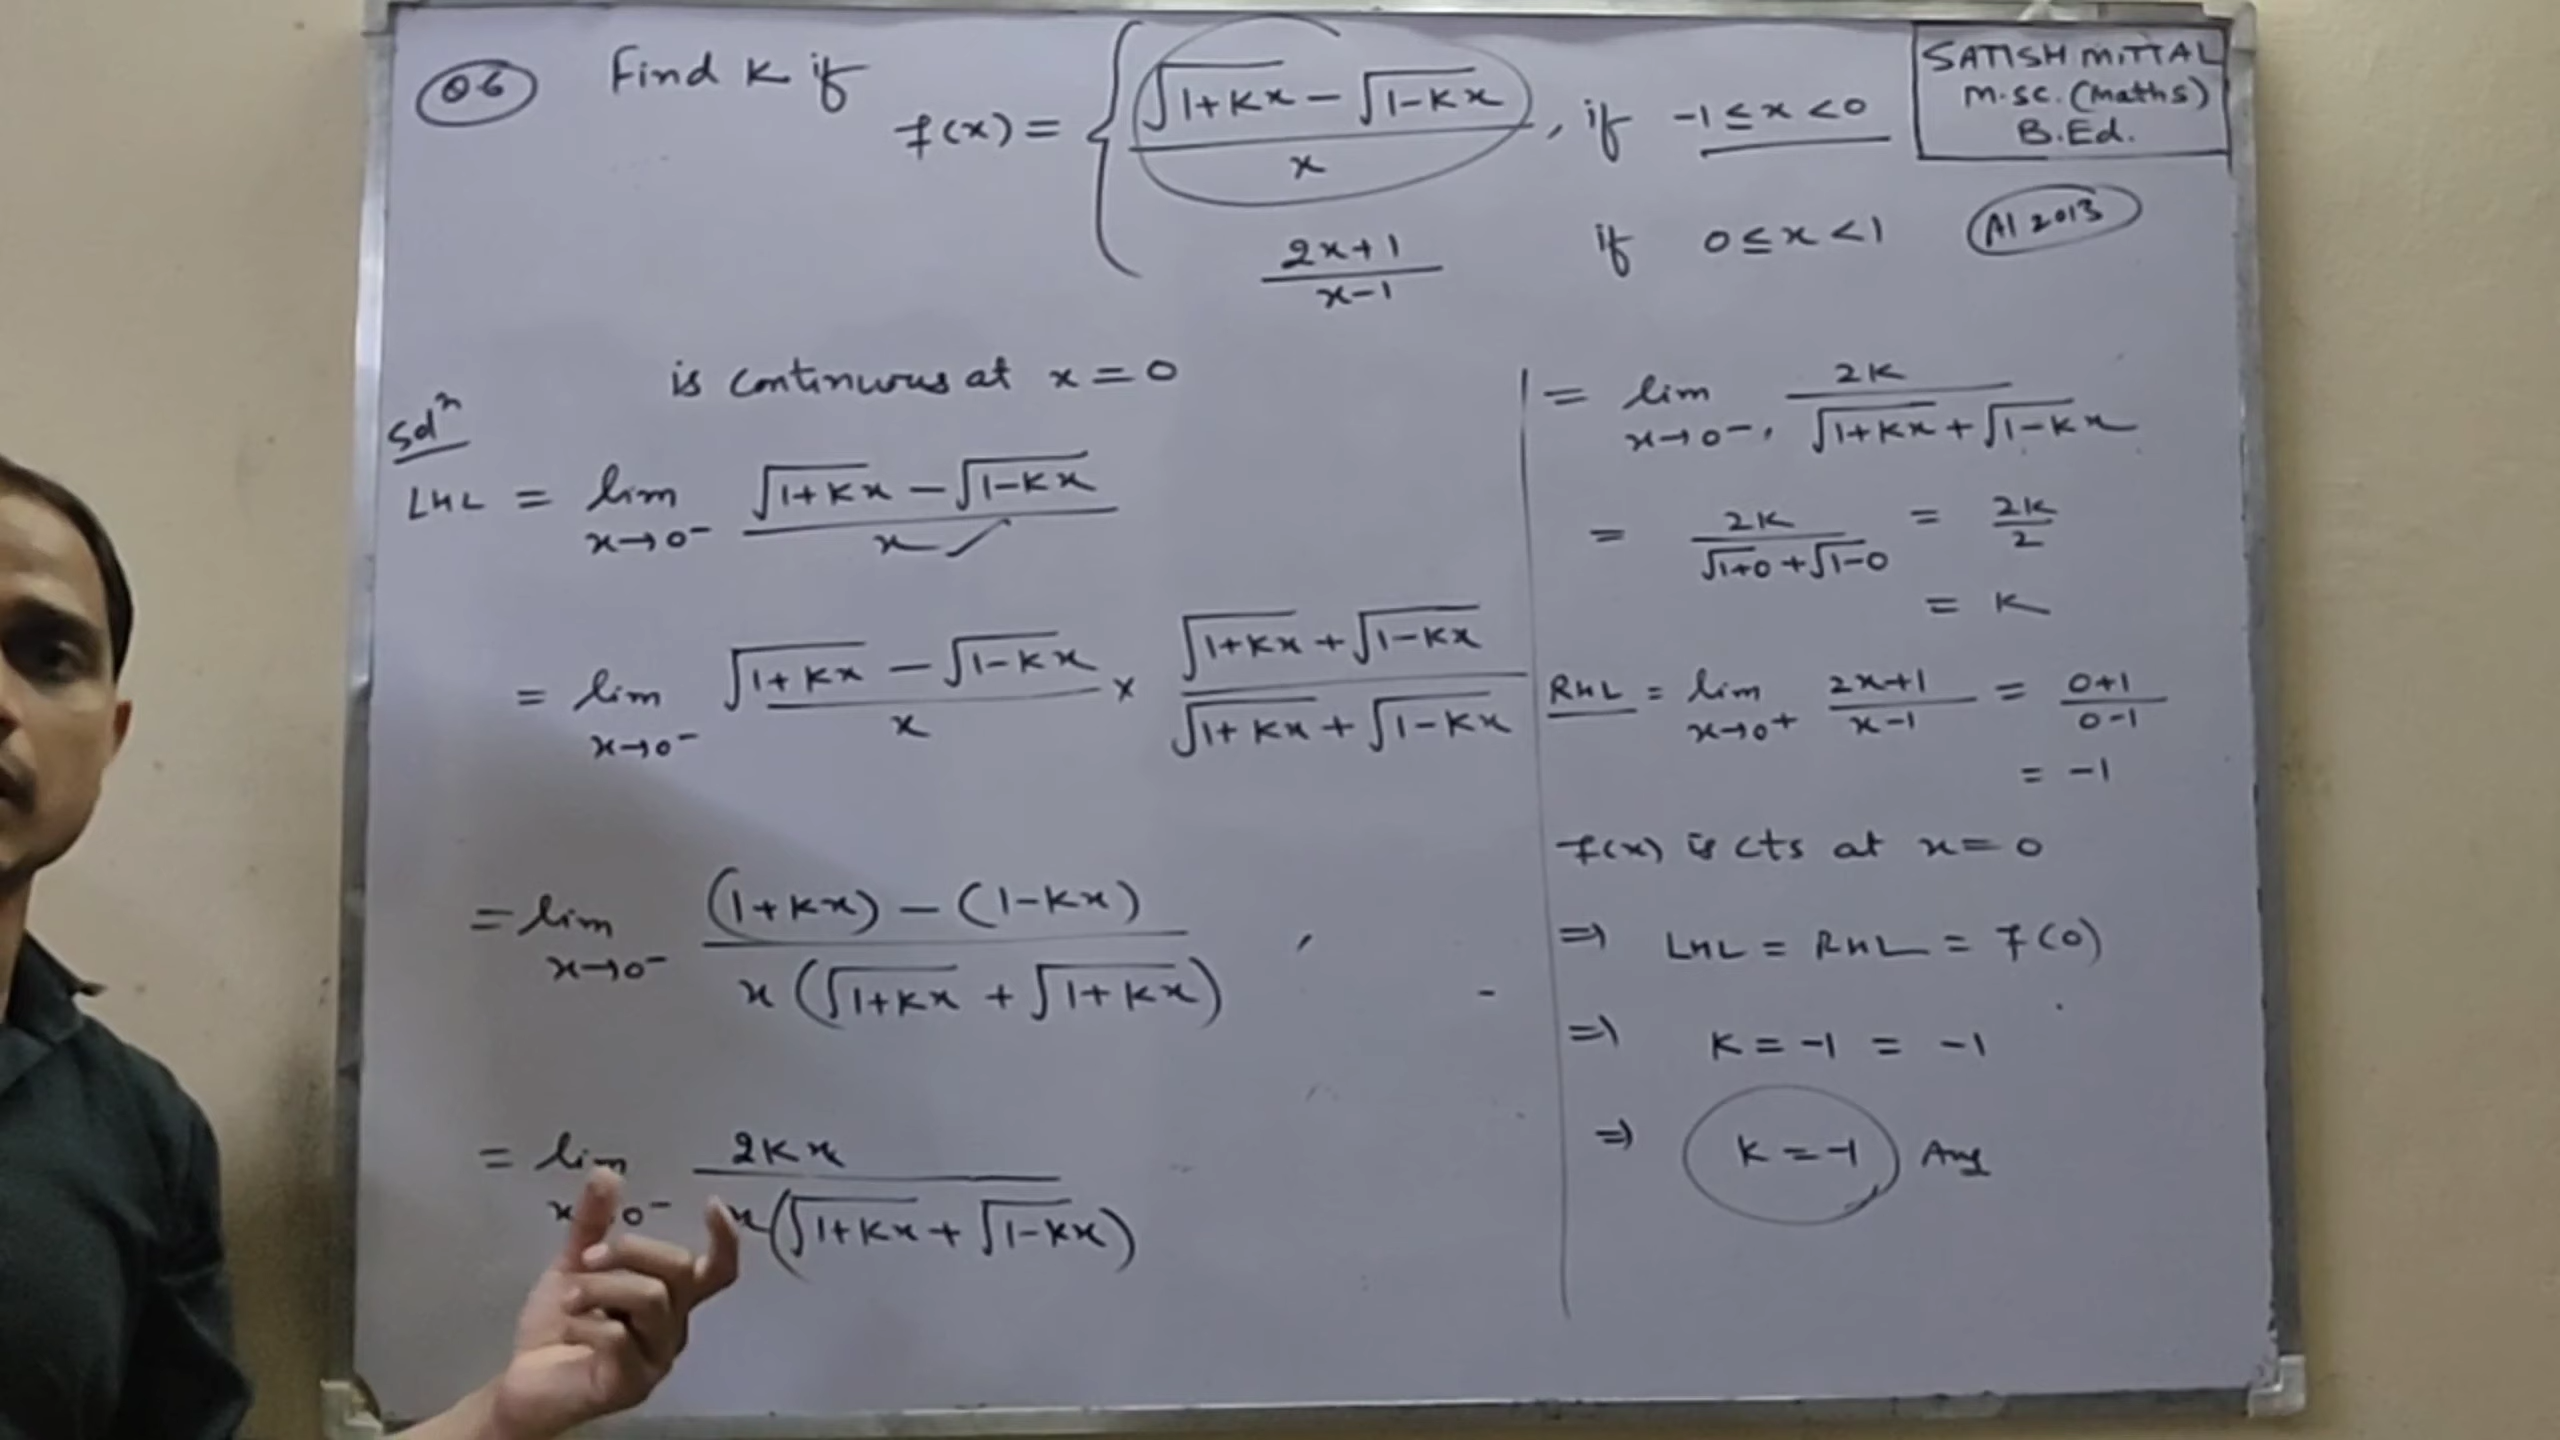 Q6 Find K if
f(x) = { (√(1+Kx) − √(1−Kx)) / x , if −1 ≤ x < 0
(2x+1) / (x−1) if 0 ≤ x < 1
SATISH MITTAL
M.SC. (Maths)
B.Ed.
AI 2013
is continuous at x = 0
Solⁿ
LHL = lim x→0⁻ (√(1+Kx) − √(1−Kx)) / x
= lim x→0⁻ (√(1+Kx) − √(1−Kx)) / x × (√(1+Kx) + √(1−Kx)) / (√(1+Kx) + √(1−Kx))
= lim x→0⁻ ((1+Kx) − (1−Kx)) / (x(√(1+Kx) + √(1+Kx)))
= lim x→0⁻ 2Kx / (x(√(1+Kx) + √(1−Kx)))
= lim x→0⁻ 2K / (√(1+Kx) + √(1−Kx))
= 2K / (√(1+0) + √(1−0)) = 2K / 2
= K
RHL = lim x→0⁺ (2x+1) / (x−1) = (0+1) / (0−1)
= −1
f(x) is cts at x = 0
⇒ LHL = RHL = f(0)
⇒ K = −1 = −1
⇒ K = −1 Ans